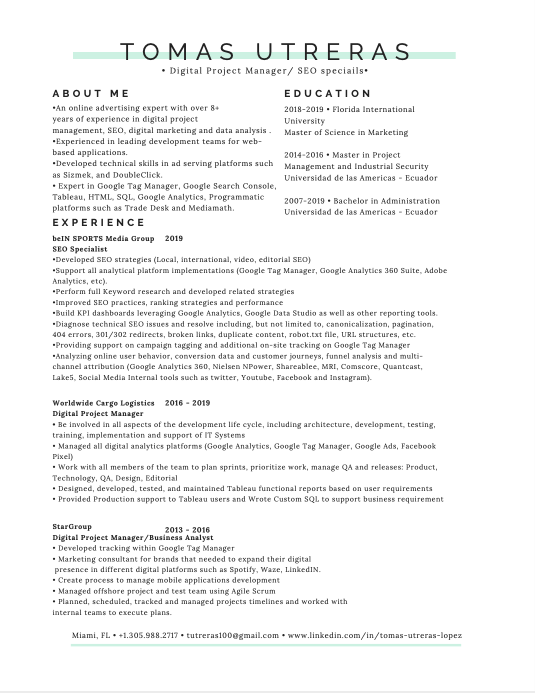 TOMAS UTRERAS
• Digital Project Manager/ SEO speciails•
ABOUT ME
•An online advertising expert with over 8+
years of experience in digital project
management, SEO, digital marketing and data analysis .
•Experienced in leading development teams for web-
based applications.
•Developed technical skills in ad serving platforms such
as Sizmek, and DoubleClick.
• Expert in Google Tag Manager, Google Search Console,
Tableau, HTML, SQL, Google Analytics, Programmatic
platforms such as Trade Desk and Mediamath.
EDUCATION
2018-2019 • Florida International
University
Master of Science in Marketing
2014-2016 • Master in Project
Management and Industrial Security
Universidad de las Americas - Ecuador
2007-2019 • Bachelor in Administration
Universidad de las Americas - Ecuador
EXPERIENCE
beIN SPORTS Media Group 2019
SEO Specialist
•Developed SEO strategies (Local, international, video, editorial SEO)
•Support all analytical platform implementations (Google Tag Manager, Google Analytics 360 Suite, Adobe
Analytics, etc).
•Perform full Keyword research and developed related strategies
•Improved SEO practices, ranking strategies and performance
•Build KPI dashboards leveraging Google Analytics, Google Data Studio as well as other reporting tools.
•Diagnose technical SEO issues and resolve including, but not limited to, canonicalization, pagination,
404 errors, 301/302 redirects, broken links, duplicate content, robot.txt file, URL structures, etc.
•Providing support on campaign tagging and additional on-site tracking on Google Tag Manager
•Analyzing online user behavior, conversion data and customer journeys, funnel analysis and multi-
channel attribution (Google Analytics 360, Nielsen NPower, Shareablee, MRI, Comscore, Quantcast,
Lake5, Social Media Internal tools such as twitter, Youtube, Facebook and Instagram).
Worldwide Cargo Logistics 2016 - 2019
Digital Project Manager
• Be involved in all aspects of the development life cycle, including architecture, development, testing,
training, implementation and support of IT Systems
• Managed all digital analytics platforms (Google Analytics, Google Tag Manager, Google Ads, Facebook
Pixel)
• Work with all members of the team to plan sprints, prioritize work, manage QA and releases: Product,
Technology, QA, Design, Editorial
• Designed, developed, tested, and maintained Tableau functional reports based on user requirements
• Provided Production support to Tableau users and Wrote Custom SQL to support business requirement
StarGroup 2013 - 2016
Digital Project Manager/Business Analyst
• Developed tracking within Google Tag Manager
• Marketing consultant for brands that needed to expand their digital
presence in different digital platforms such as Spotify, Waze, LinkedIN.
• Create process to manage mobile applications development
• Managed offshore project and test team using Agile Scrum
• Planned, scheduled, tracked and managed projects timelines and worked with
internal teams to execute plans.
Miami, FL • +1.305.988.2717 • tutreras100@gmail.com • www.linkedin.com/in/tomas-utreras-lopez